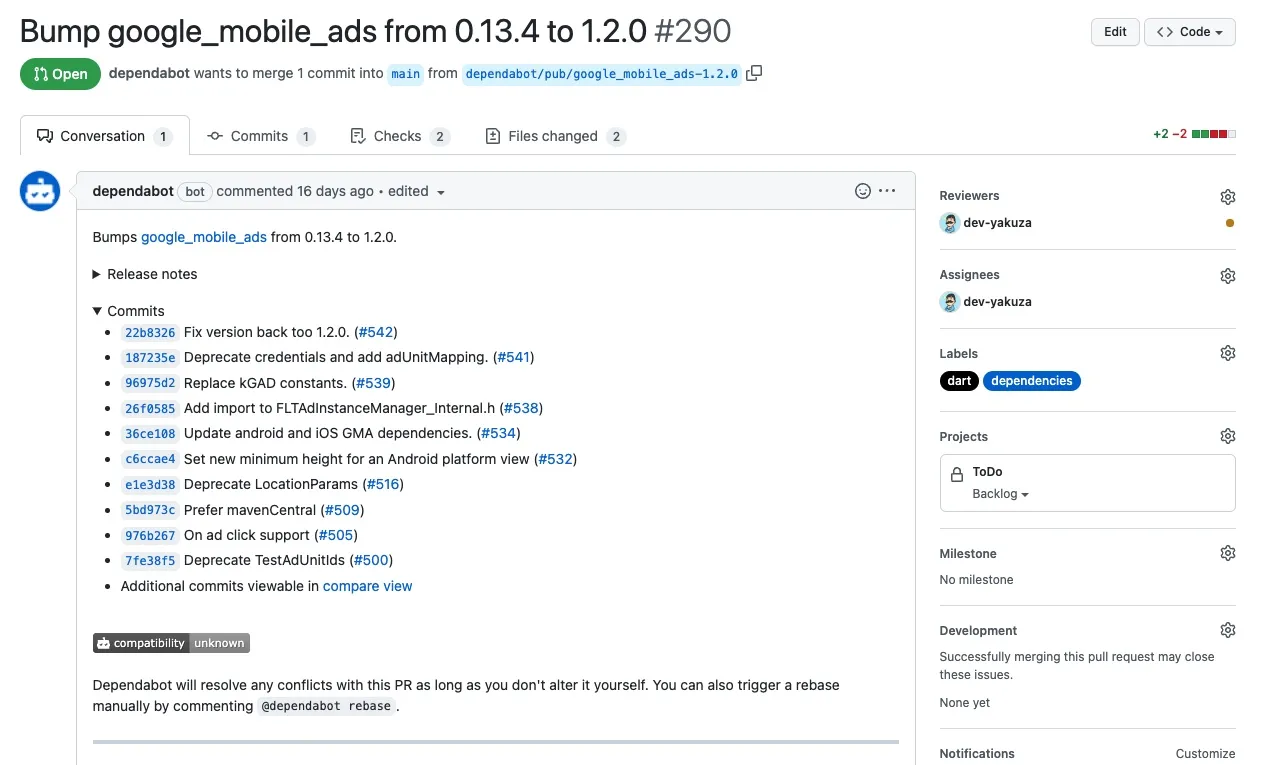 Bump google_mobile_ads from 0.13.4 to 1.2.0 #290
Edit
<> Code
Open
dependabot wants to merge 1 commit into main from dependabot/pub/google_mobile_ads-1.2.0
Conversation 1
Commits 1
Checks 2
Files changed 2
+2 −2
dependabot bot commented 16 days ago • edited
Bumps google_mobile_ads from 0.13.4 to 1.2.0.
Release notes
Commits
22b8326 Fix version back too 1.2.0. (#542)
187235e Deprecate credentials and add adUnitMapping. (#541)
96975d2 Replace kGAD constants. (#539)
26f0585 Add import to FLTAdInstanceManager_Internal.h (#538)
36ce108 Update android and iOS GMA dependencies. (#534)
c6ccae4 Set new minimum height for an Android platform view (#532)
e1e3d38 Deprecate LocationParams (#516)
5bd973c Prefer mavenCentral (#509)
976b267 On ad click support (#505)
7fe38f5 Deprecate TestAdUnitIds (#500)
Additional commits viewable in compare view
compatibility unknown
Dependabot will resolve any conflicts with this PR as long as you don't alter it yourself. You can also trigger a rebase
manually by commenting @dependabot rebase.
Reviewers
dev-yakuza
Assignees
dev-yakuza
Labels
dart dependencies
Projects
ToDo
Backlog
Milestone
No milestone
Development
Successfully merging this pull request may close
these issues.
None yet
Notifications
Customize